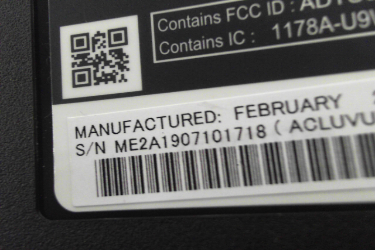 Contains FCC ID :
Contains IC : 1178A-U9
MANUFACTURED: FEBRUARY
S/N ME2A1907101718 ( ACLUVU